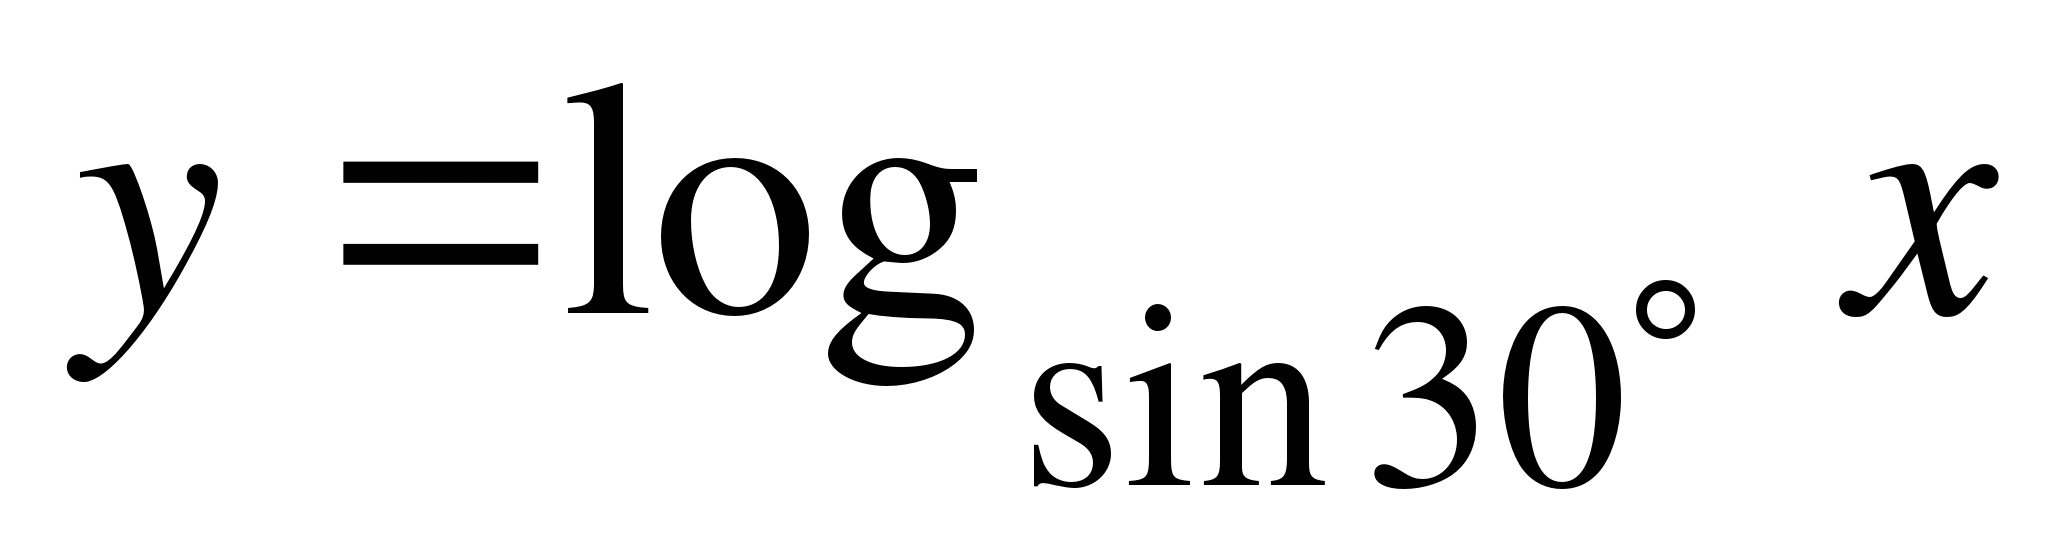 y = log_{sin 30°} x